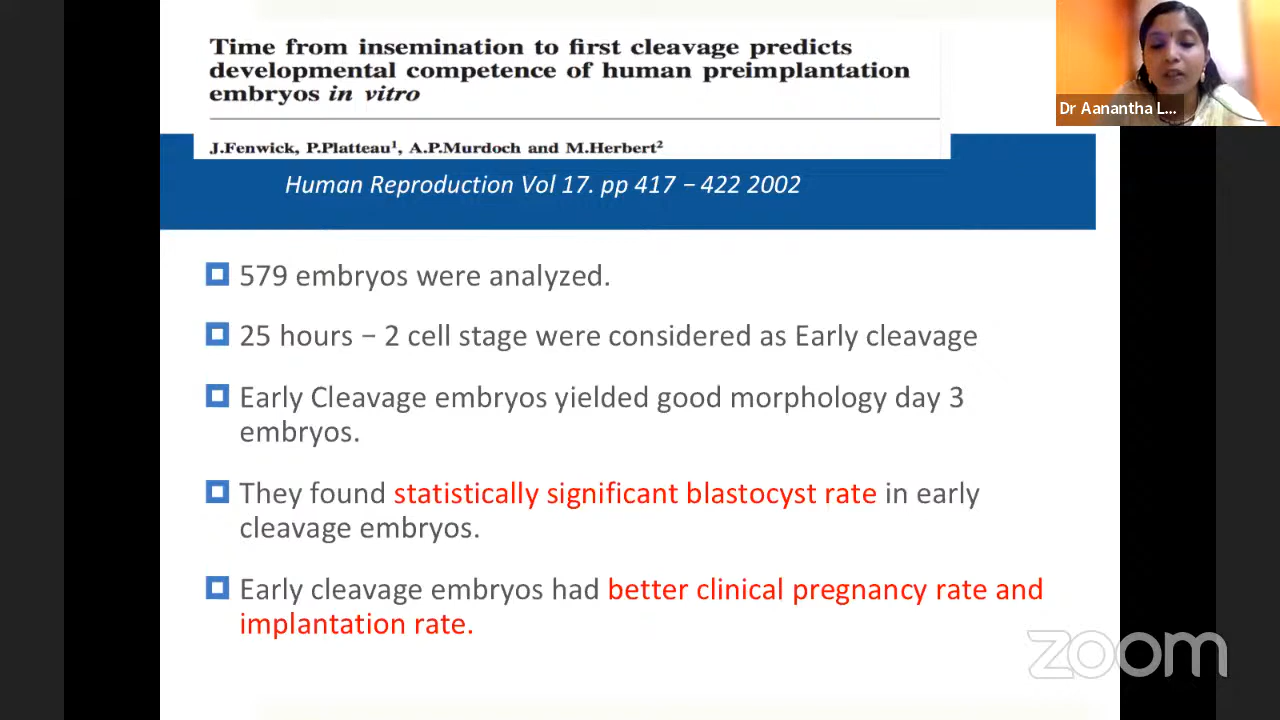 Time from insemination to first cleavage predicts
developmental competence of human preimplantation
embryos in vitro
J.Fenwick, P.Platteau¹, A.P.Murdoch and M.Herbert²
Human Reproduction Vol 17. pp 417 – 422 2002
579 embryos were analyzed.
25 hours – 2 cell stage were considered as Early cleavage
Early Cleavage embryos yielded good morphology day 3
embryos.
They found statistically significant blastocyst rate in early
cleavage embryos.
Early cleavage embryos had better clinical pregnancy rate and
implantation rate.
Dr Aanantha L...
zoom